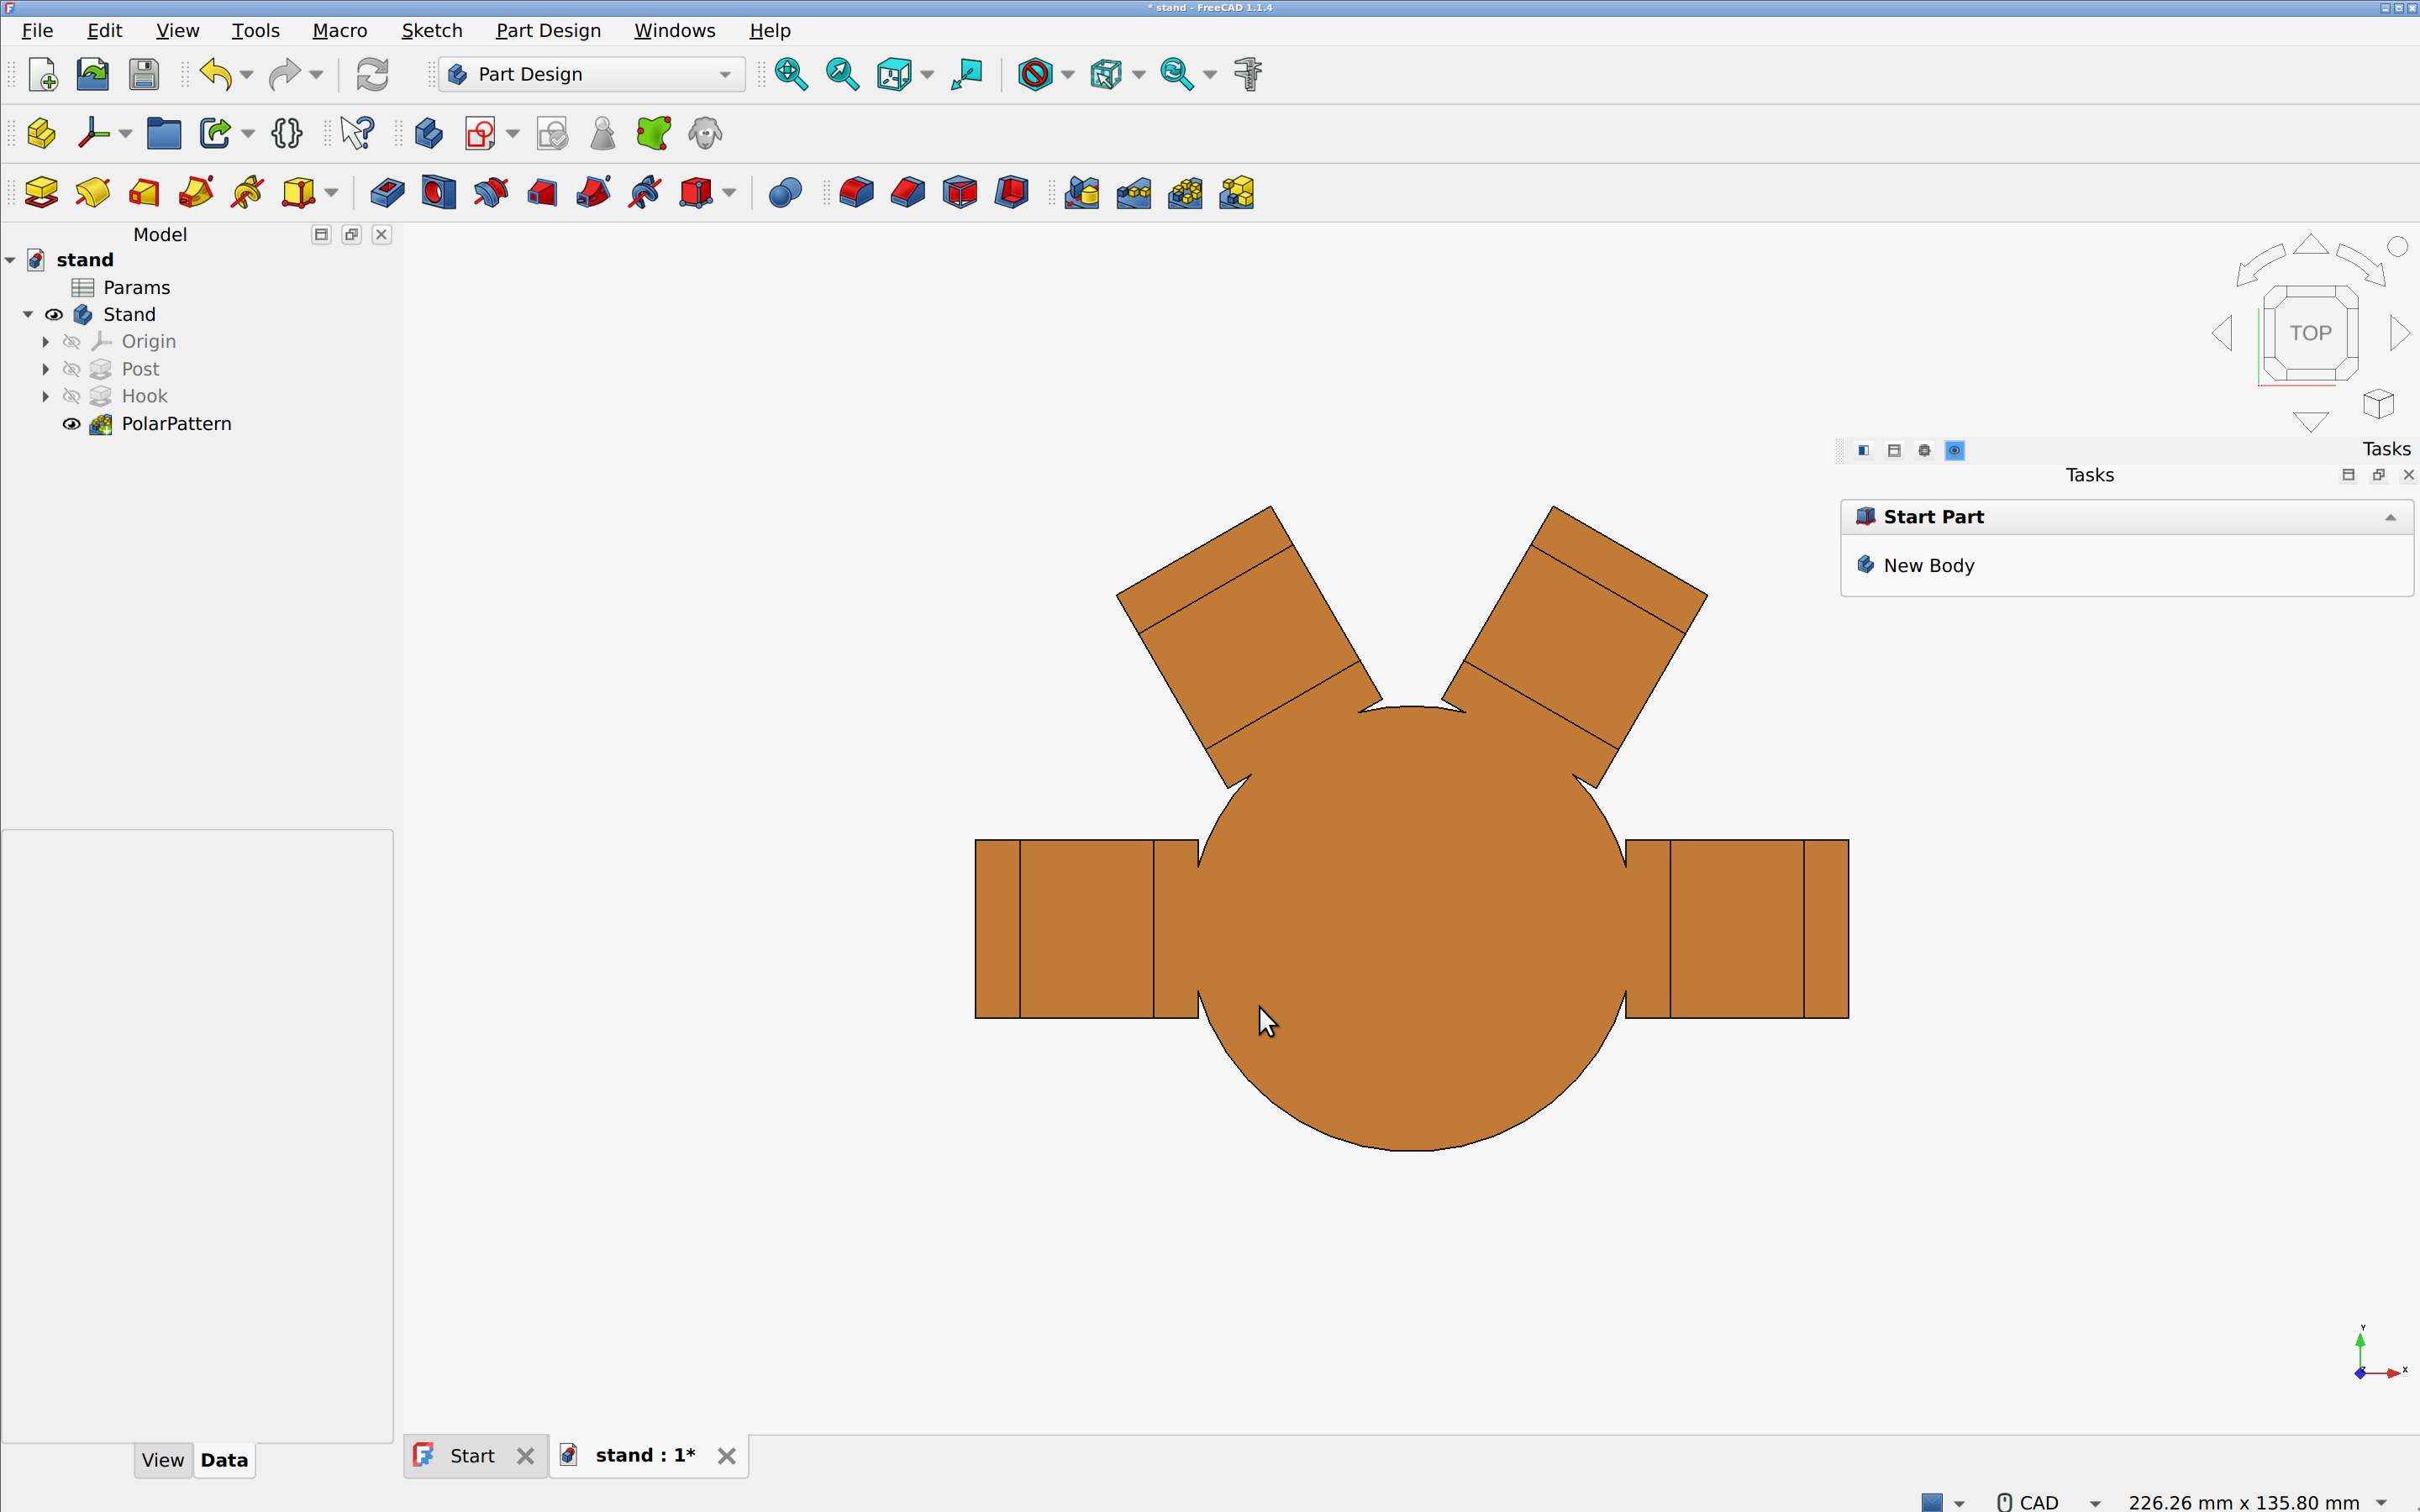 * stand - FreeCAD 1.1.4
File Edit View Tools Macro Sketch Part Design Windows Help
Part Design
Model
stand
Params
Stand
Origin
Post
Hook
PolarPattern
TOP
Tasks
Tasks
Start Part
New Body
Y
X
View Data
Start
stand : 1*
CAD
226.26 mm x 135.80 mm